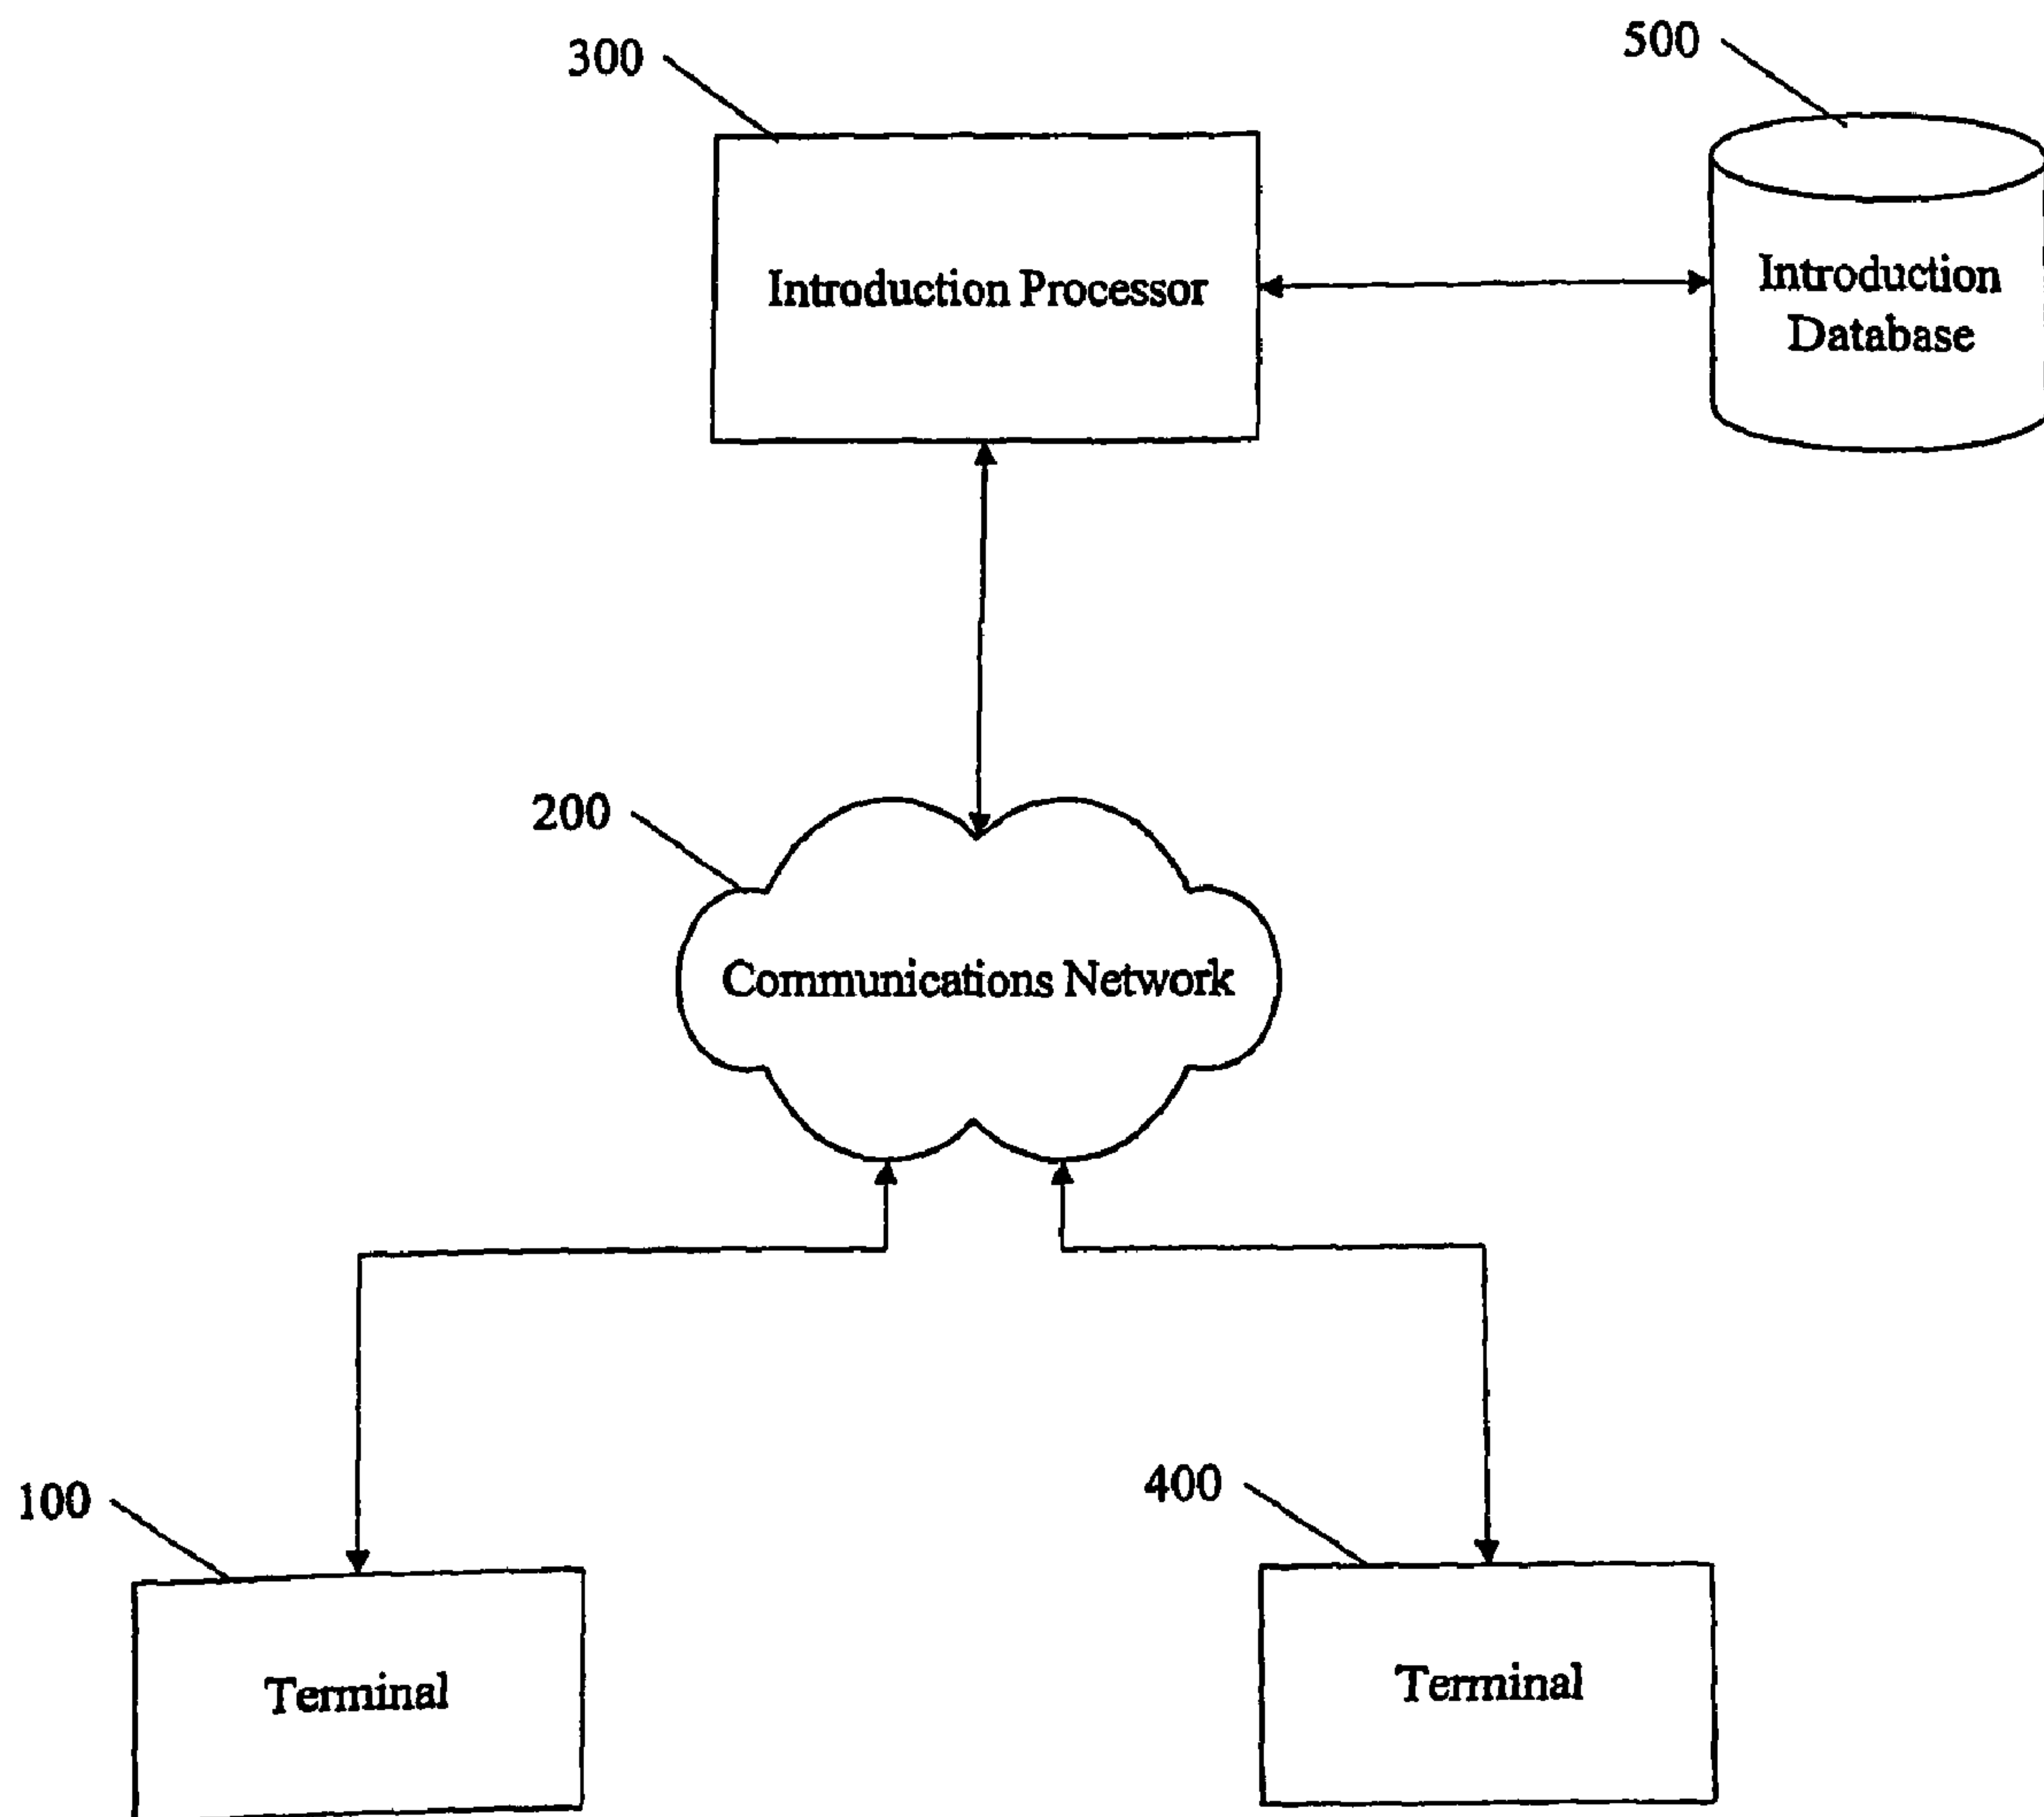 500
300
Introduction Processor
Introduction
Database
200
Communications Network
100
400
Terminal
Terminal